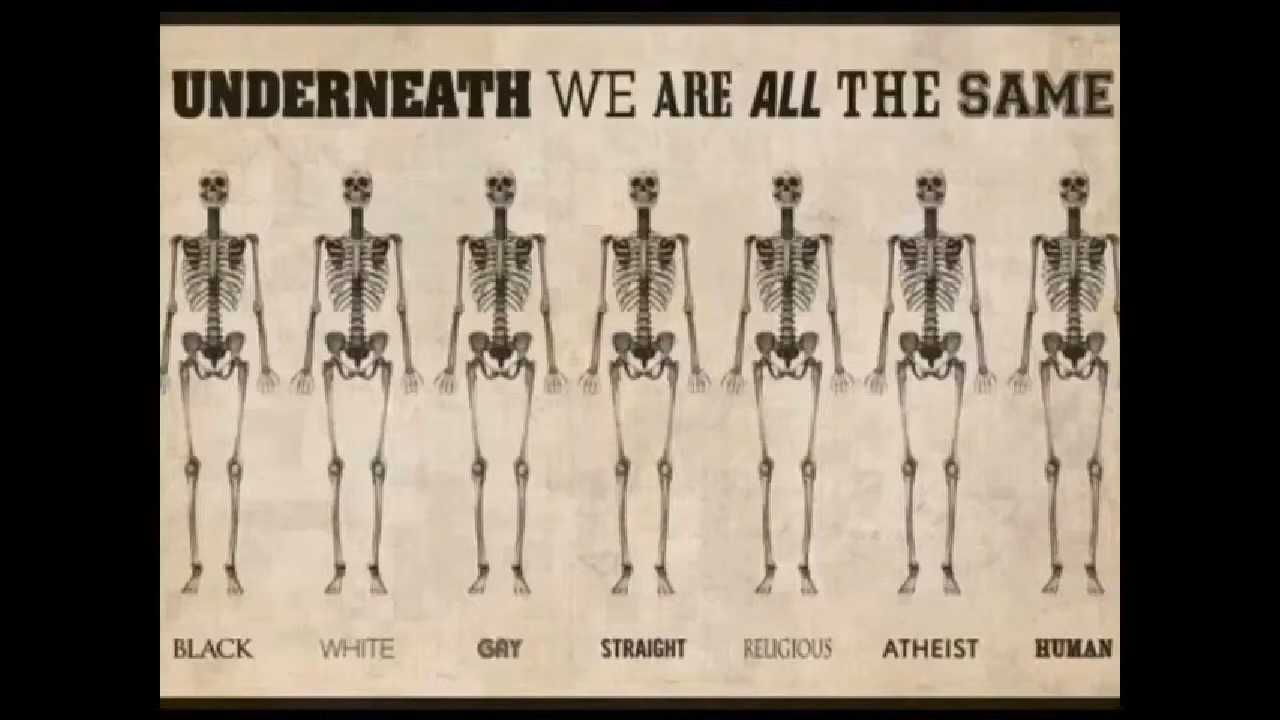 UNDERNEATH WE ARE ALL THE SAME
BLACK WHITE GAY STRAIGHT RELIGIOUS ATHEIST HUMAN